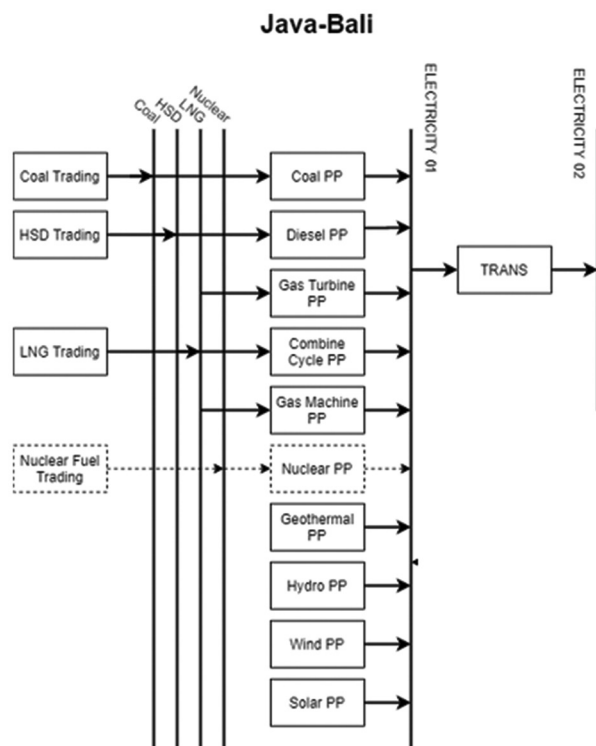 Java-Bali
Coal
HSD
LNG
Nuclear
ELECTRICITY 01
ELECTRICITY 02
Coal Trading
Coal PP
HSD Trading
Diesel PP
TRANS
Gas Turbine
PP
LNG Trading
Combine
Cycle PP
Gas Machine
PP
Nuclear Fuel
Trading
Nuclear PP
Geothermal
PP
Hydro PP
Wind PP
Solar PP